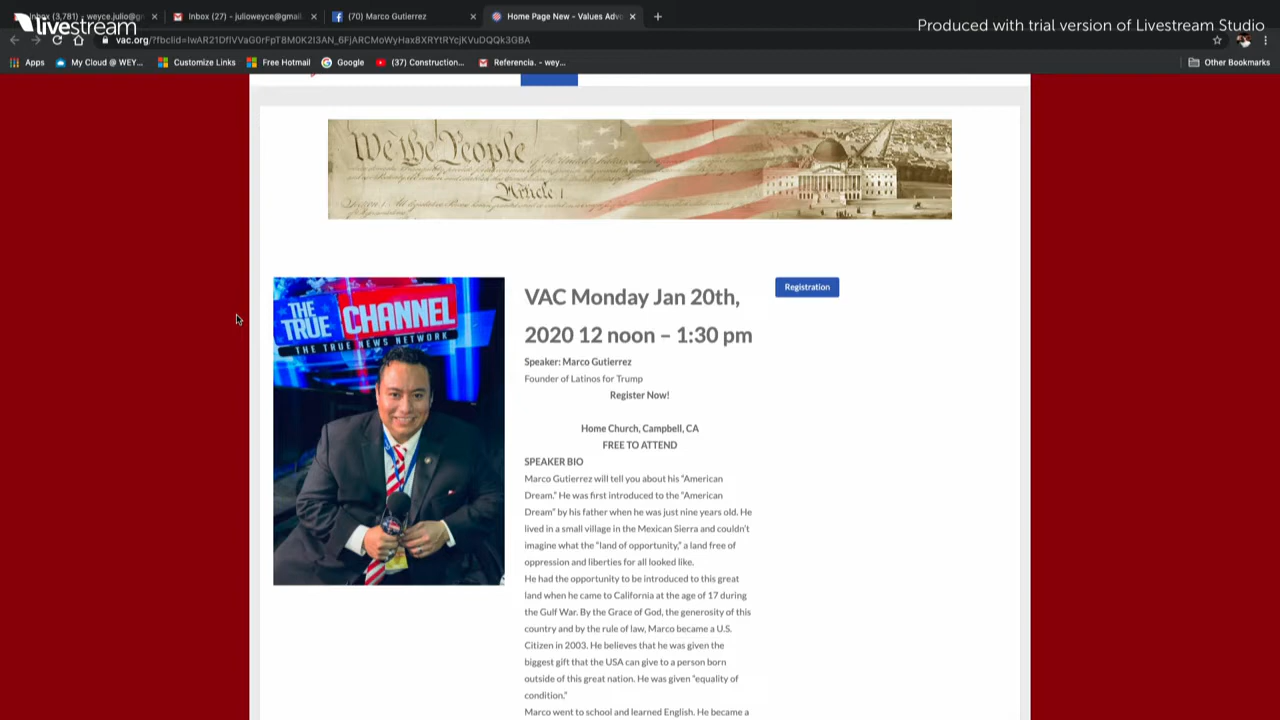 livestream
Produced with trial version of Livestream Studio
Inbox (27) - julioweyce@gmail.
(70) Marco Gutierrez
Home Page New - Values Advo
Apps
My Cloud @ WEY...
Customize Links
Free Hotmail
Google
(37) Construction...
Referencia. - wey...
Other Bookmarks
We the People
Article I
Registration
THE TRUE CHANNEL
THE TRUE NEWS NETWORK
VAC Monday Jan 20th,
2020 12 noon – 1:30 pm
Speaker: Marco Gutierrez
Founder of Latinos for Trump
Register Now!
Home Church, Campbell, CA
FREE TO ATTEND
SPEAKER BIO
Marco Gutierrez will tell you about his "American
Dream." He was first introduced to the "American
Dream" by his father when he was just nine years old. He
lived in a small village in the Mexican Sierra and couldn't
imagine what the "land of opportunity," a land free of
oppression and liberties for all looked like.
He had the opportunity to be introduced to this great
land when he came to California at the age of 17 during
the Gulf War. By the Grace of God, the generosity of this
country and by the rule of law, Marco became a U.S.
Citizen in 2003. He believes that he was given the
biggest gift that the USA can give to a person born
outside of this great nation. He was given "equality of
condition."
Marco went to school and learned English. He became a